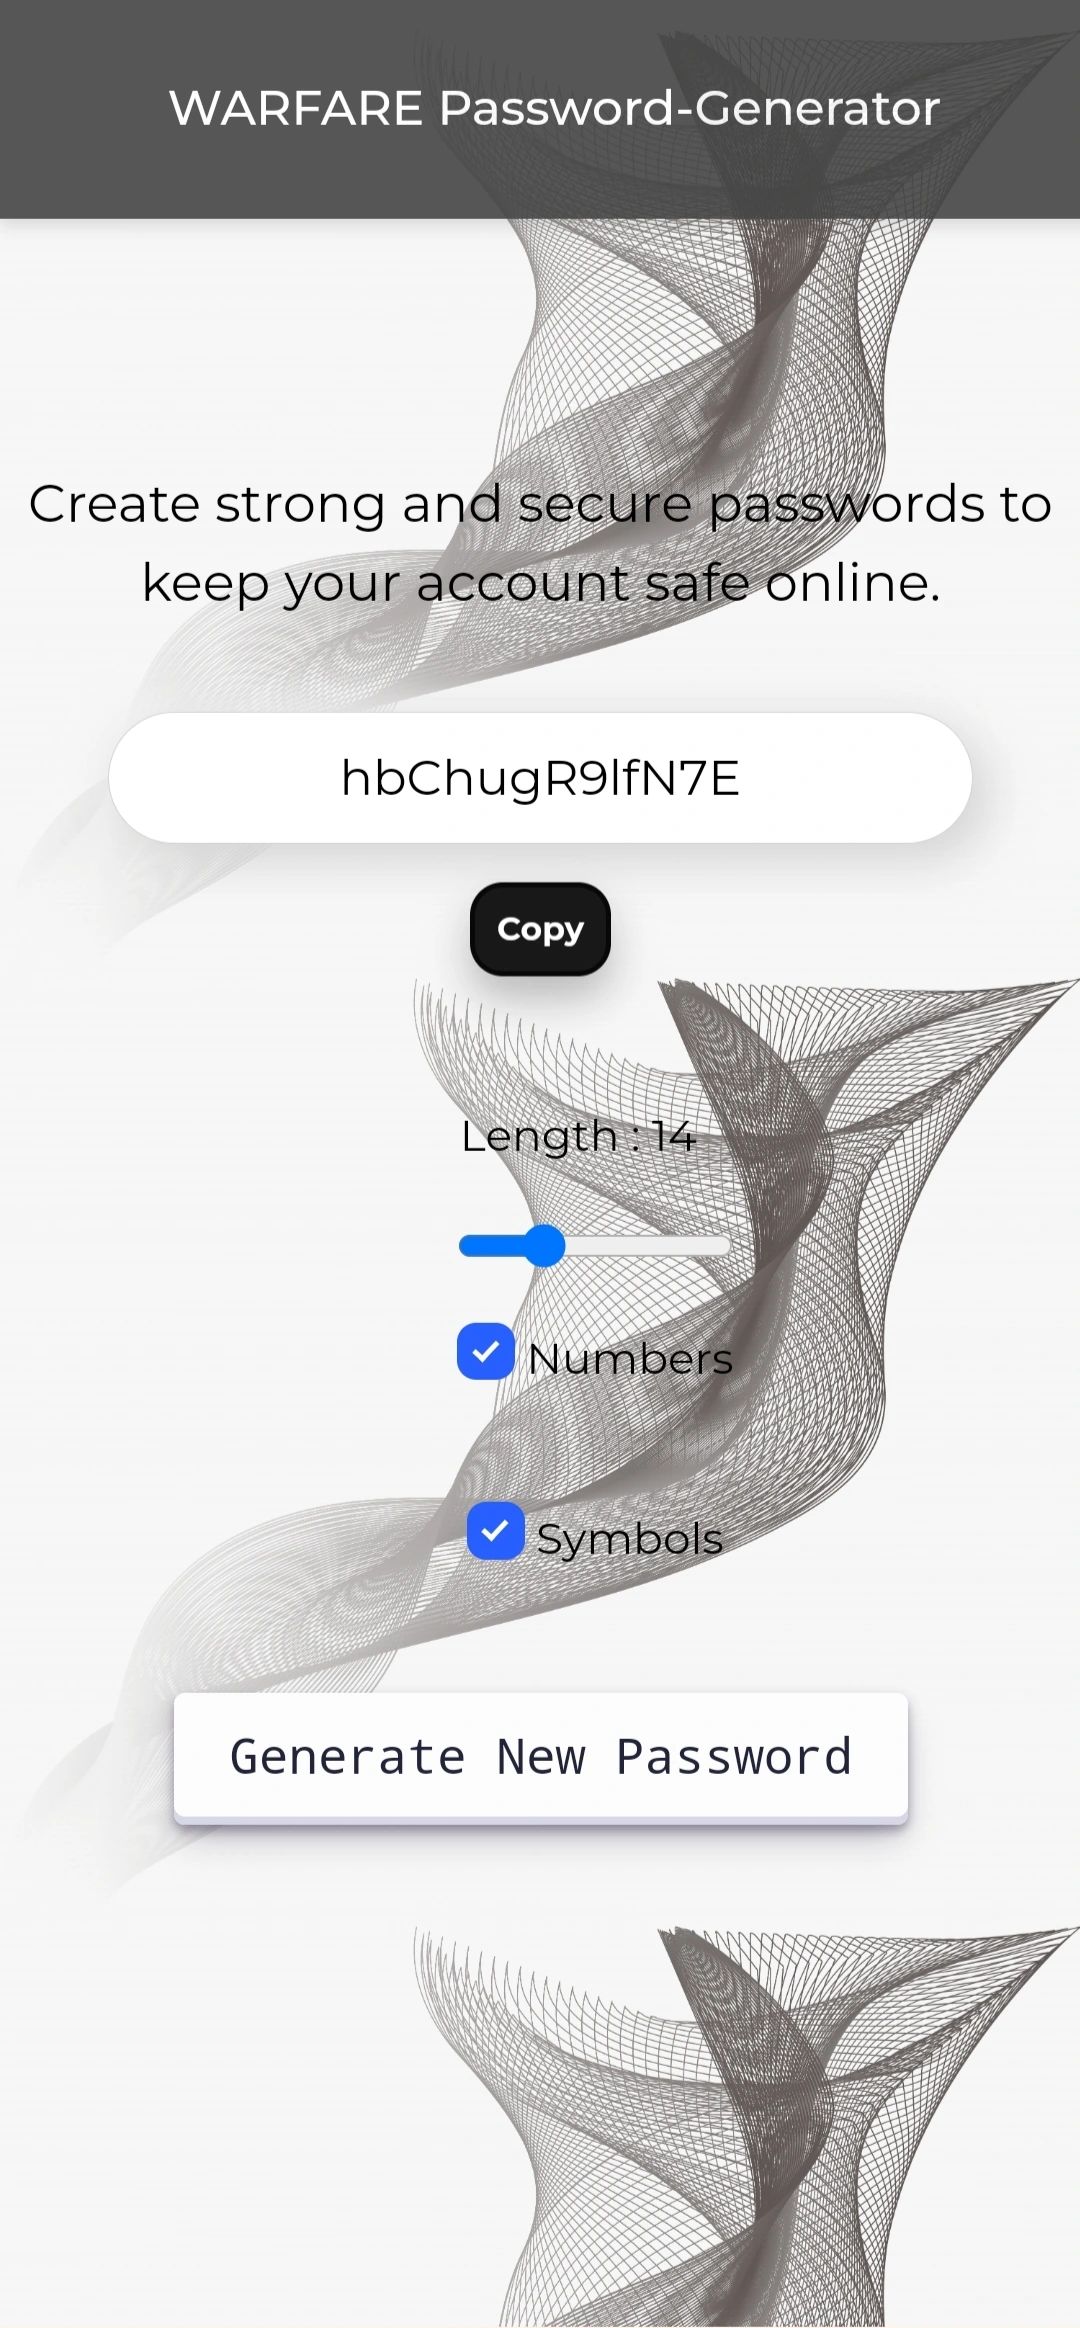 WARFARE Password-Generator
Create strong and secure passwords to
keep your account safe online.
hbChugR9lfN7E
Copy
Length : 14
Numbers
Symbols
Generate New Password